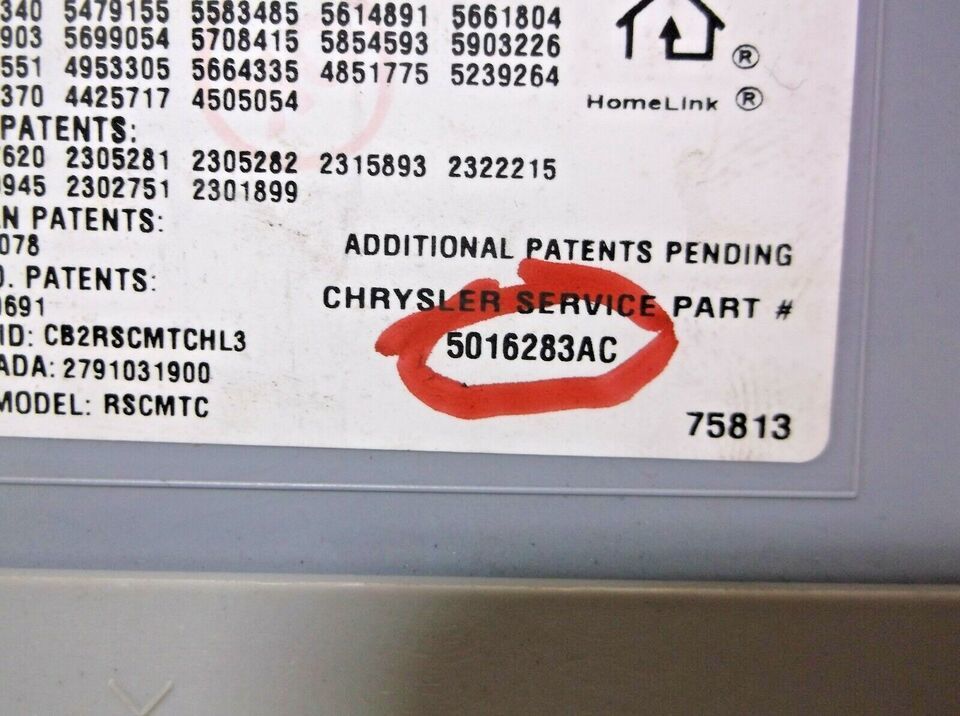 340 5479155 5583485 5614891 5661804
903 5699054 5708415 5854593 5903226
551 4953305 5664335 4851775 5239264
370 4425717 4505054
HomeLink ®
®
PATENTS:
620 2305281 2305282 2315893 2322215
945 2302751 2301899
N PATENTS:
078
. PATENTS:
0691
ID: CB2RSCMTCHL3
ADA: 2791031900
MODEL: RSCMTC
ADDITIONAL PATENTS PENDING
CHRYSLER SERVICE PART #
5016283AC
75813